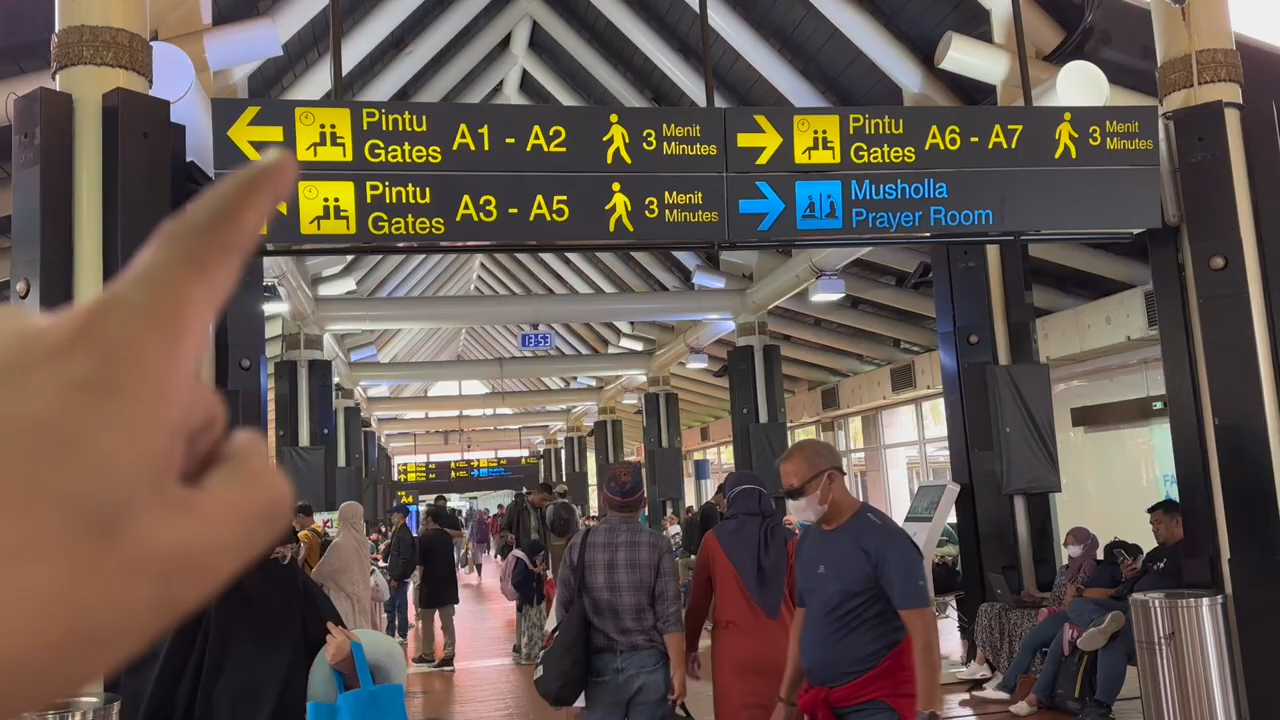 Pintu
Gates
A1 - A2
3 Menit
Minutes
Pintu
Gates
A6 - A7
3 Menit
Minutes
Pintu
Gates
A3 - A5
3 Menit
Minutes
Musholla
Prayer Room
13:53
A4